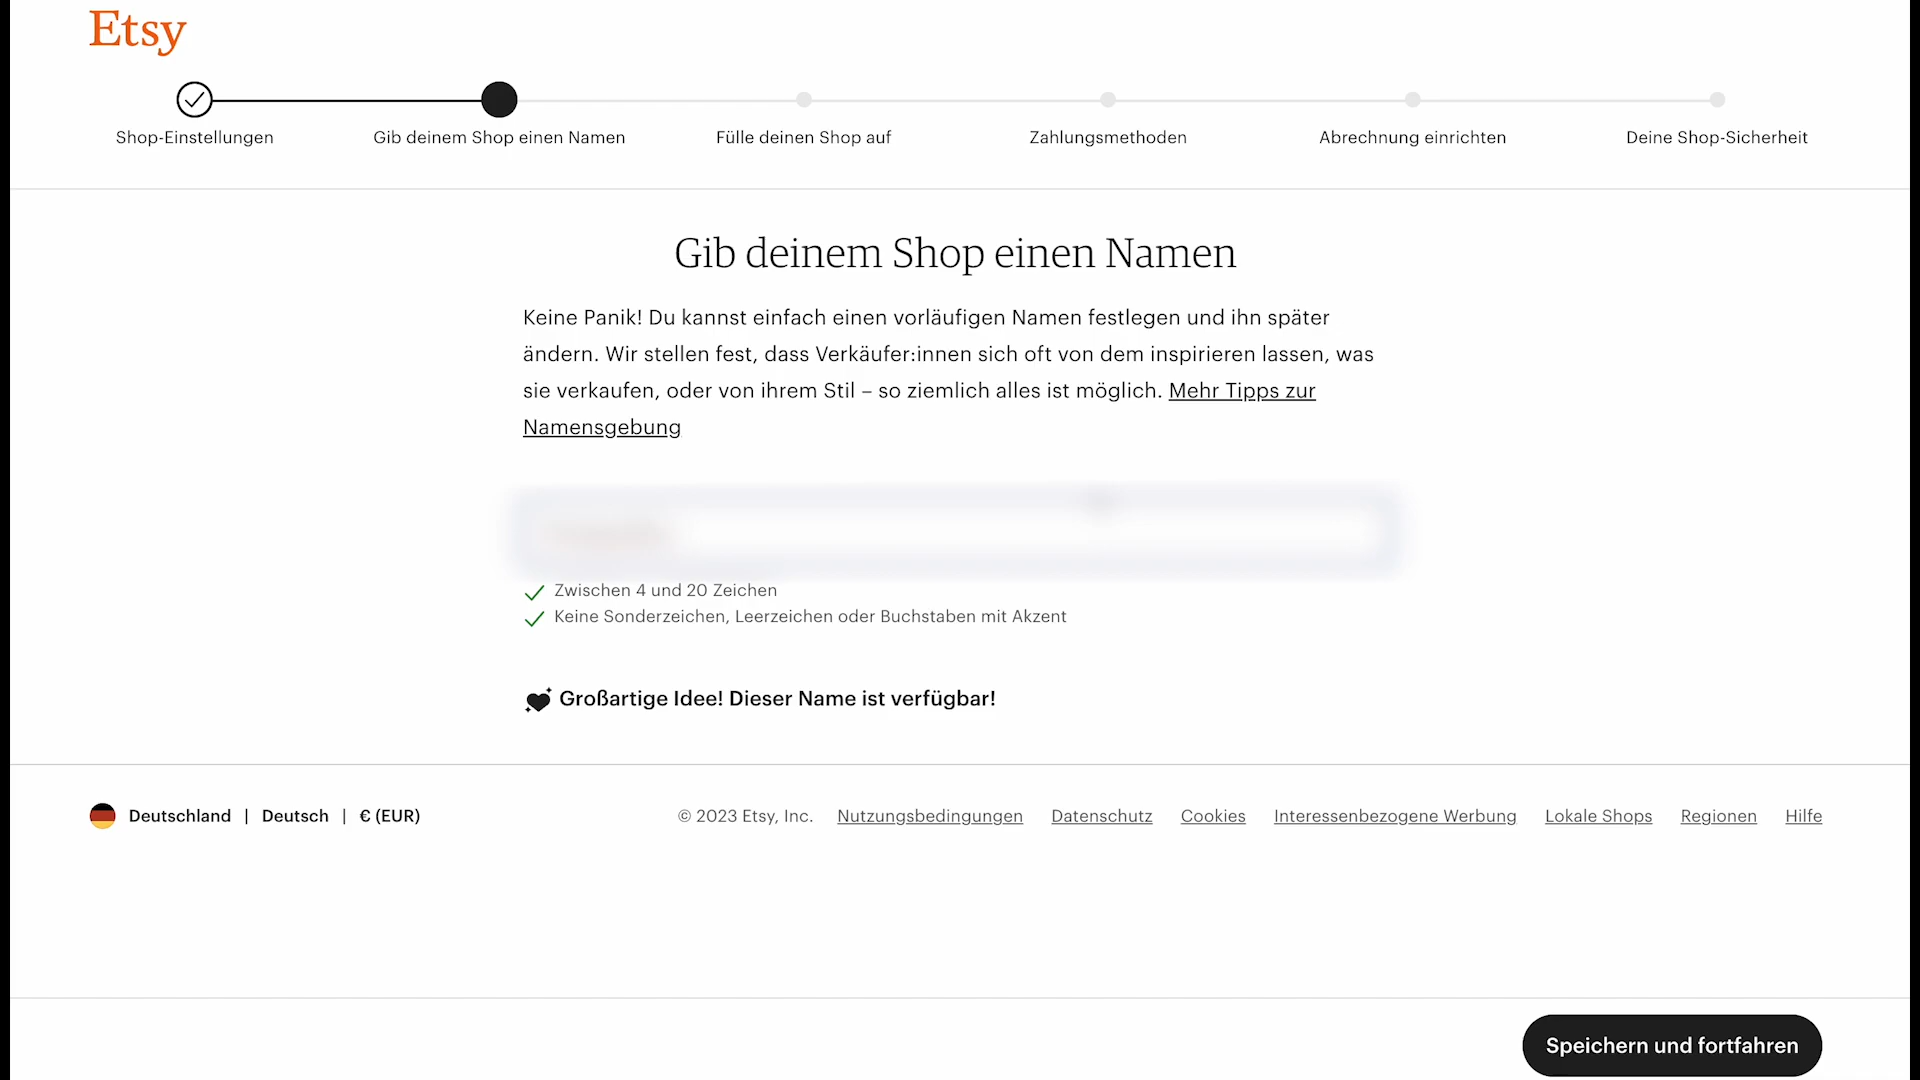 Etsy
Shop-Einstellungen
Gib deinem Shop einen Namen
Fülle deinen Shop auf
Zahlungsmethoden
Abrechnung einrichten
Deine Shop-Sicherheit
Gib deinem Shop einen Namen
Keine Panik! Du kannst einfach einen vorläufigen Namen festlegen und ihn später
ändern. Wir stellen fest, dass Verkäufer:innen sich oft von dem inspirieren lassen, was
sie verkaufen, oder von ihrem Stil – so ziemlich alles ist möglich. Mehr Tipps zur
Namensgebung
Zwischen 4 und 20 Zeichen
Keine Sonderzeichen, Leerzeichen oder Buchstaben mit Akzent
Großartige Idee! Dieser Name ist verfügbar!
Deutschland | Deutsch | € (EUR)
© 2023 Etsy, Inc. Nutzungsbedingungen Datenschutz Cookies Interessenbezogene Werbung Lokale Shops Regionen Hilfe
Speichern und fortfahren